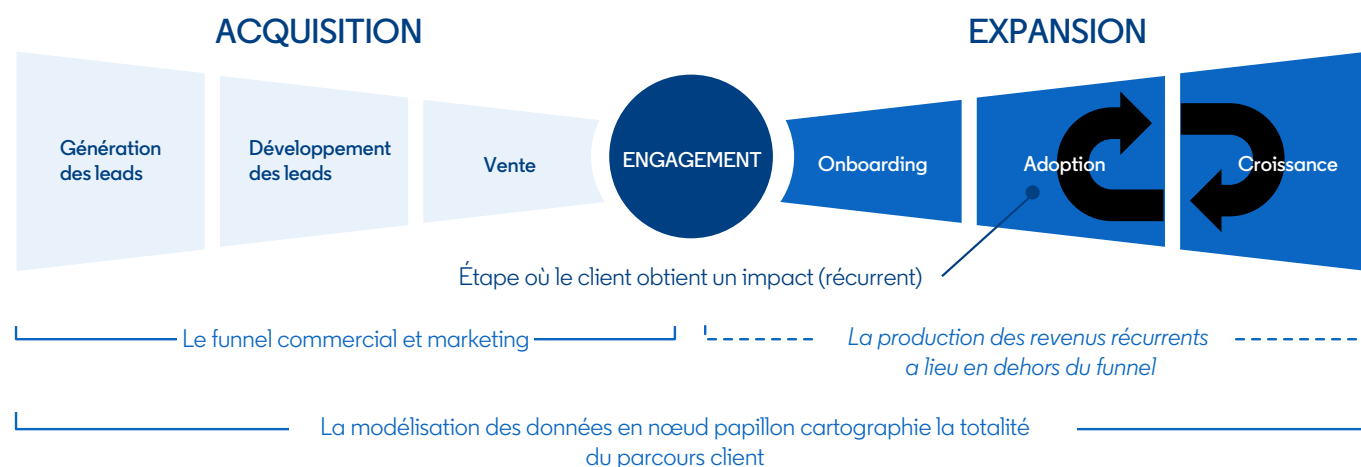 ACQUISITION
EXPANSION
Génération
des leads
Développement
des leads
Vente
ENGAGEMENT
Onboarding
Adoption
Croissance
Étape où le client obtient un impact (récurrent)
Le funnel commercial et marketing
La production des revenus récurrents
a lieu en dehors du funnel
La modélisation des données en nœud papillon cartographie la totalité
du parcours client